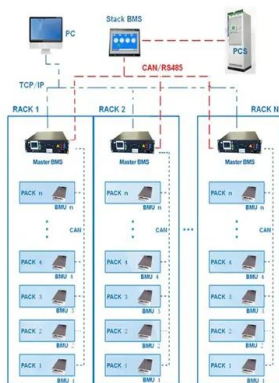 PC
Stack BMS
PCS
CAN/RS485
TCP/IP
RACK 1
RACK 2
RACK N
Master BMS
Master BMS
Master BMS
PACK n
BMU n
PACK n
BMU n
PACK n
BMU n
CAN
CAN
CAN
PACK 4
BMU 4
PACK 4
BMU 4
PACK 4
BMU 4
PACK 3
BMU 3
PACK 3
BMU 3
PACK 3
BMU 3
PACK 2
BMU 2
PACK 2
BMU 2
PACK 2
BMU 2
PACK 1
BMU 1
PACK 1
BMU 1
PACK 1
BMU 1